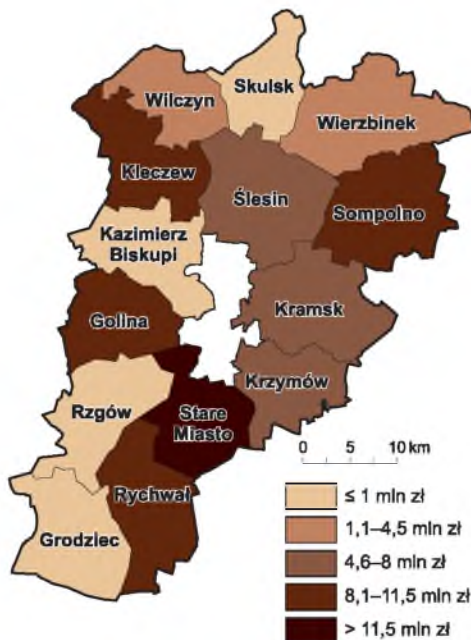 Skulsk
Wilczyn
Wierzbinek
Kleczew
Ślesin
Sompolno
Kazimierz
Biskupi
Golina
Kramsk
Krzymów
Rzgów
Stare
Miasto
Rychwał
Grodziec
0 5 10 km
≤ 1 mln zł
1,1–4,5 mln zł
4,6–8 mln zł
8,1–11,5 mln zł
> 11,5 mln zł